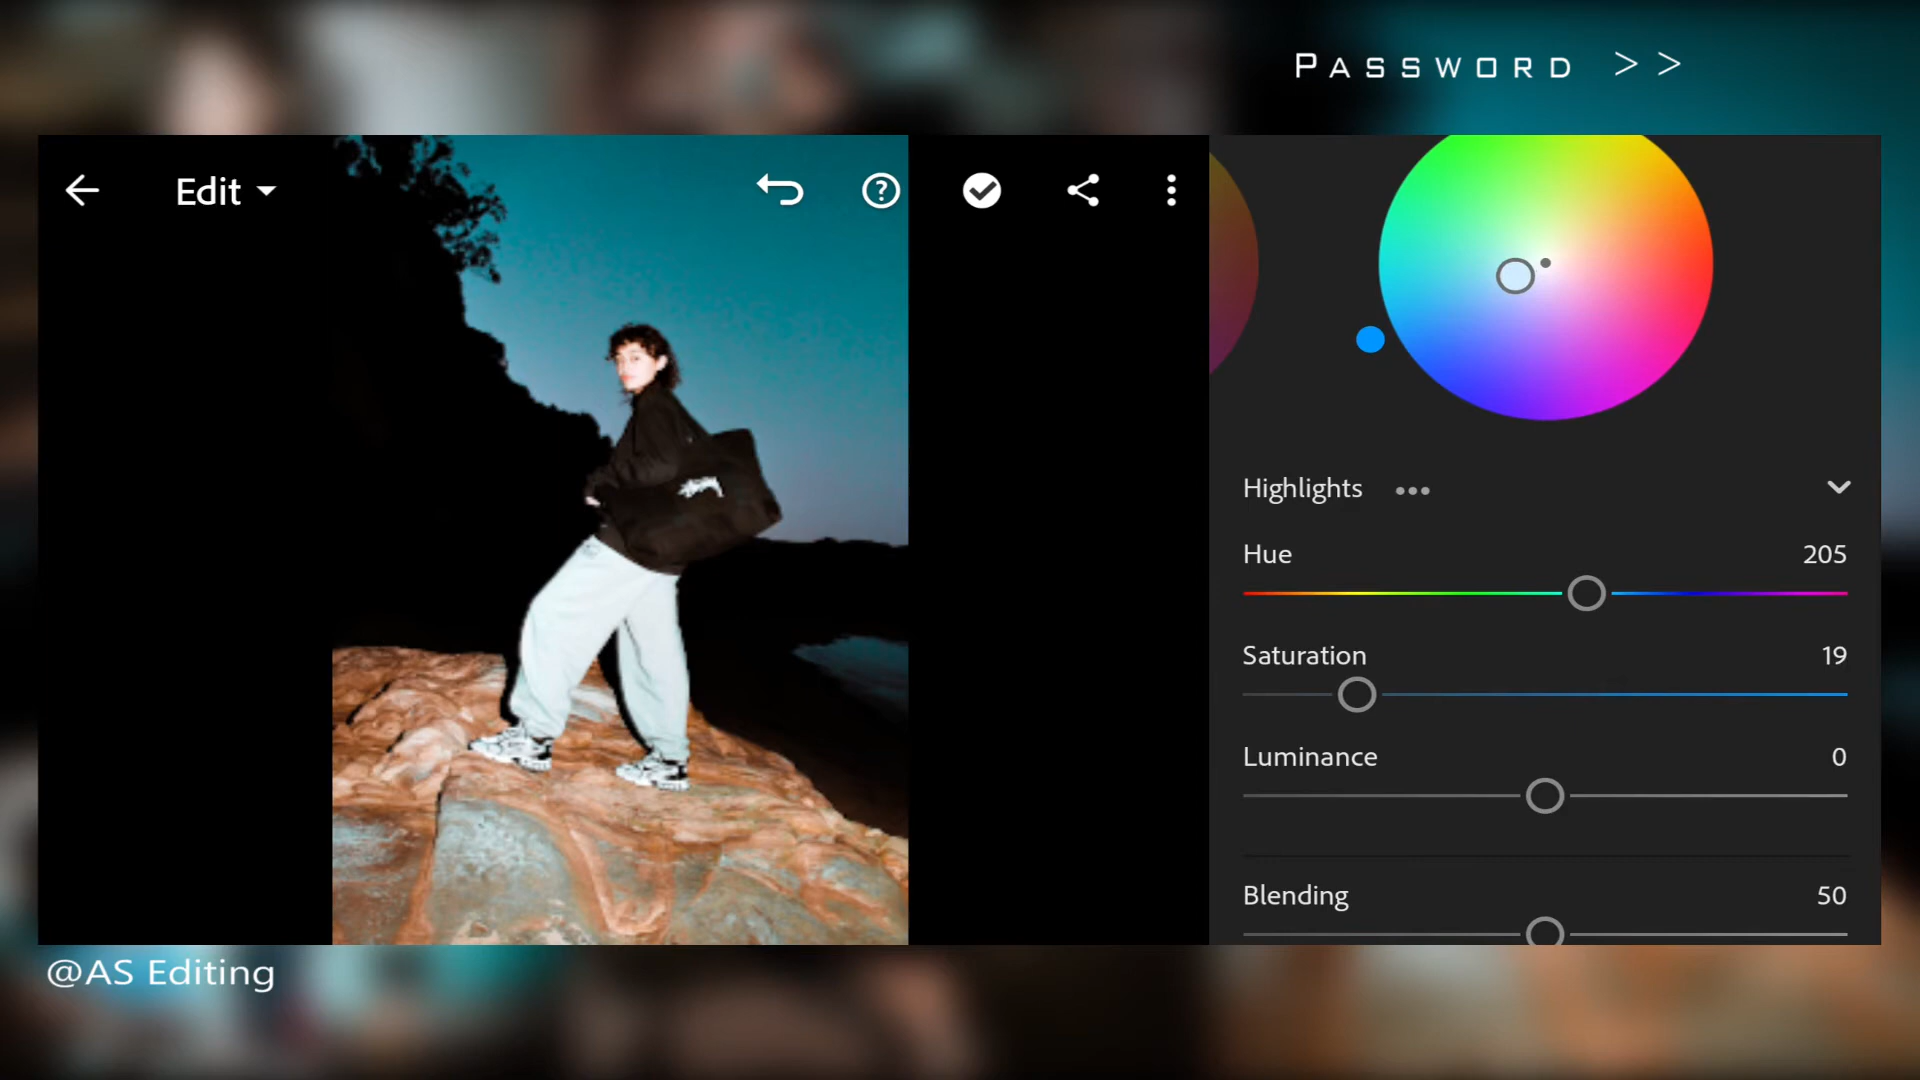 PASSWORD >>
Edit
Highlights
Hue 205
Saturation 19
Luminance 0
Blending 50
@AS Editing